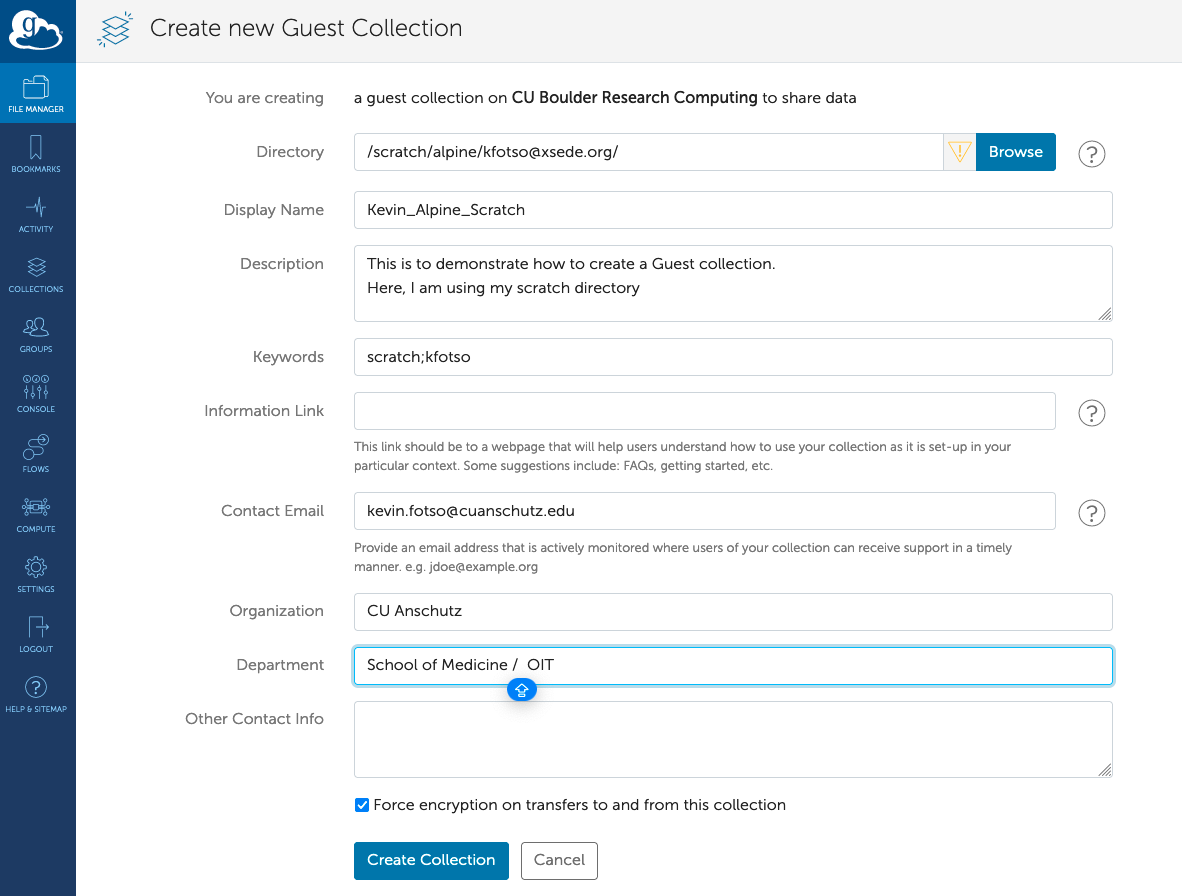 g
Create new Guest Collection
FILE MANAGER
BOOKMARKS
ACTIVITY
COLLECTIONS
GROUPS
CONSOLE
FLOWS
COMPUTE
SETTINGS
LOGOUT
HELP & SITEMAP
You are creating a guest collection on CU Boulder Research Computing to share data
Directory /scratch/alpine/kfotso@xsede.org/ Browse ?
Display Name Kevin_Alpine_Scratch
Description This is to demonstrate how to create a Guest collection.
Here, I am using my scratch directory
Keywords scratch;kfotso
Information Link ?
This link should be to a webpage that will help users understand how to use your collection as it is set-up in your
particular context. Some suggestions include: FAQs, getting started, etc.
Contact Email kevin.fotso@cuanschutz.edu ?
Provide an email address that is actively monitored where users of your collection can receive support in a timely
manner. e.g. jdoe@example.org
Organization CU Anschutz
Department School of Medicine /  OIT
Other Contact Info
Force encryption on transfers to and from this collection
Create Collection Cancel